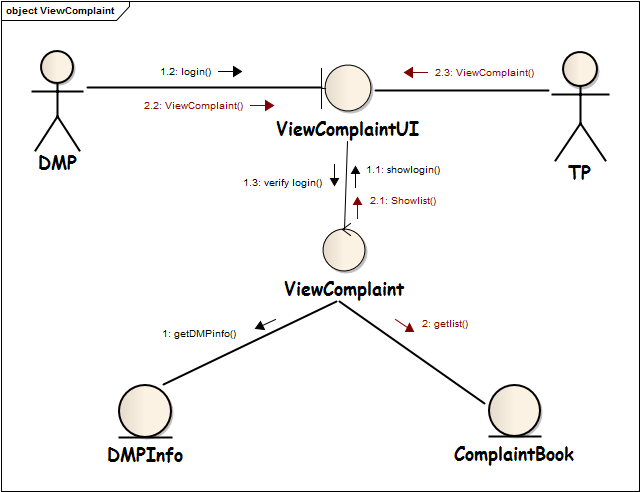 object ViewComplaint
1.2: login()
2.3: ViewComplaint()
2.2: ViewComplaint()
ViewComplaintUI
DMP
TP
1.1: showlogin()
1.3: verify login()
2.1: Showlist()
ViewComplaint
1: getDMPinfo()
2: getlist()
DMPInfo
ComplaintBook